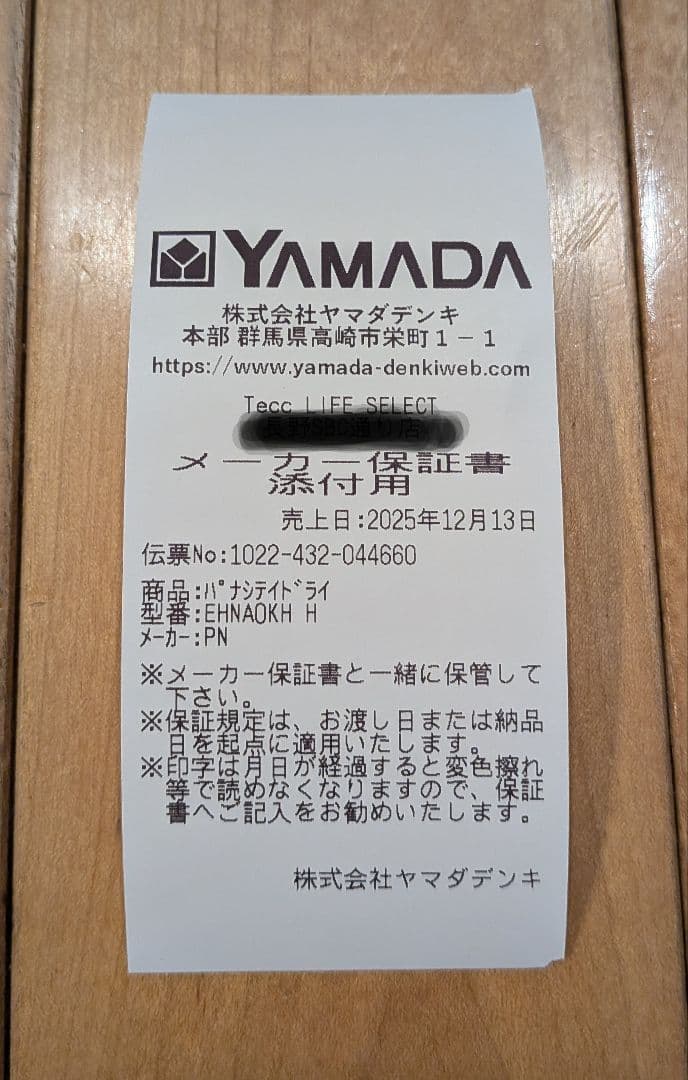 YAMADA
株式会社ヤマダデンキ
本部 群馬県高崎市栄町1-1
https://www.yamada-denkiweb.com
Tecc LIFE SELECT
メーカー保証書
添付用
売上日:2025年12月13日
伝票No:1022-432-044660
商品:ﾊﾟﾅｼﾃｲﾄﾞﾗｲ
型番:EHNA0KH H
ﾒｰｶｰ:PN
※メーカー保証書と一緒に保管して
下さい。
※保証規定は、お渡し日または納品
日を起点に適用いたします。
※印字は月日が経過すると変色擦れ
等で読めなくなりますので、保証
書へご記入をお勧めいたします。
株式会社ヤマダデンキ